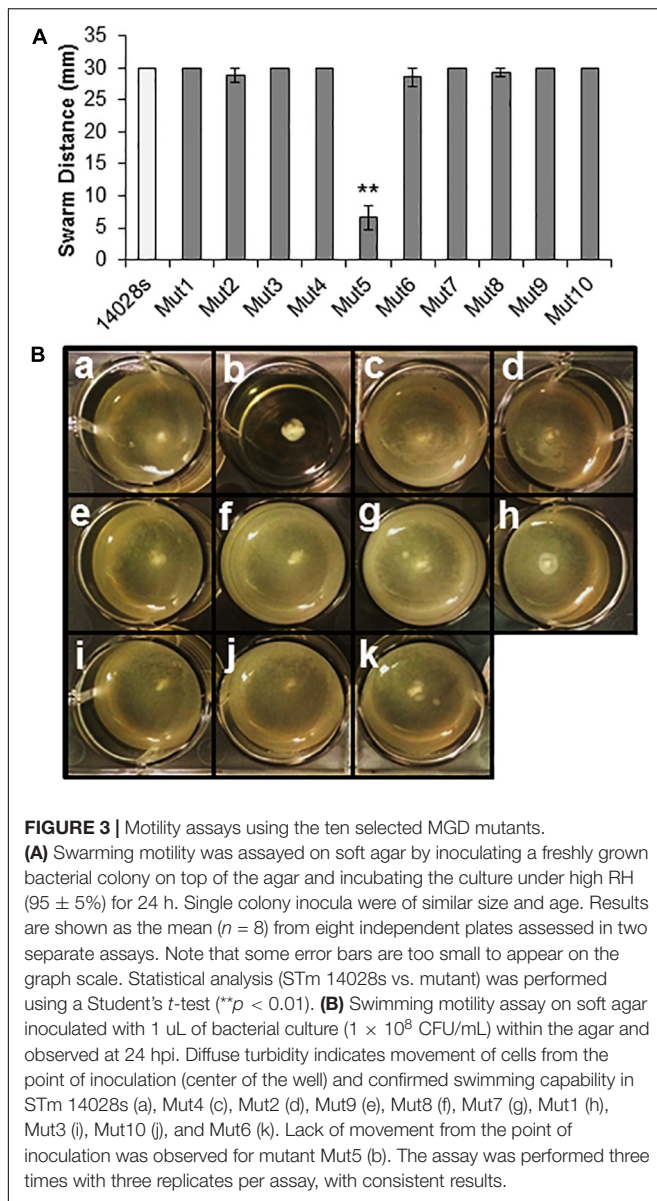 A
Swarm Distance (mm)
35
30
25
20
15
10
5
0
**
14028s
Mut1
Mut2
Mut3
Mut4
Mut5
Mut6
Mut7
Mut8
Mut9
Mut10
B
a
b
c
d
e
f
g
h
i
j
k
FIGURE 3 | Motility assays using the ten selected MGD mutants.
(A) Swarming motility was assayed on soft agar by inoculating a freshly grown
bacterial colony on top of the agar and incubating the culture under high RH
(95 ± 5%) for 24 h. Single colony inocula were of similar size and age. Results
are shown as the mean (n = 8) from eight independent plates assessed in two
separate assays. Note that some error bars are too small to appear on the
graph scale. Statistical analysis (STm 14028s vs. mutant) was performed
using a Student's t-test (**p < 0.01). (B) Swimming motility assay on soft agar
inoculated with 1 uL of bacterial culture (1 × 10⁸ CFU/mL) within the agar and
observed at 24 hpi. Diffuse turbidity indicates movement of cells from the
point of inoculation (center of the well) and confirmed swimming capability in
STm 14028s (a), Mut4 (c), Mut2 (d), Mut9 (e), Mut8 (f), Mut7 (g), Mut1 (h),
Mut3 (i), Mut10 (j), and Mut6 (k). Lack of movement from the point of
inoculation was observed for mutant Mut5 (b). The assay was performed three
times with three replicates per assay, with consistent results.